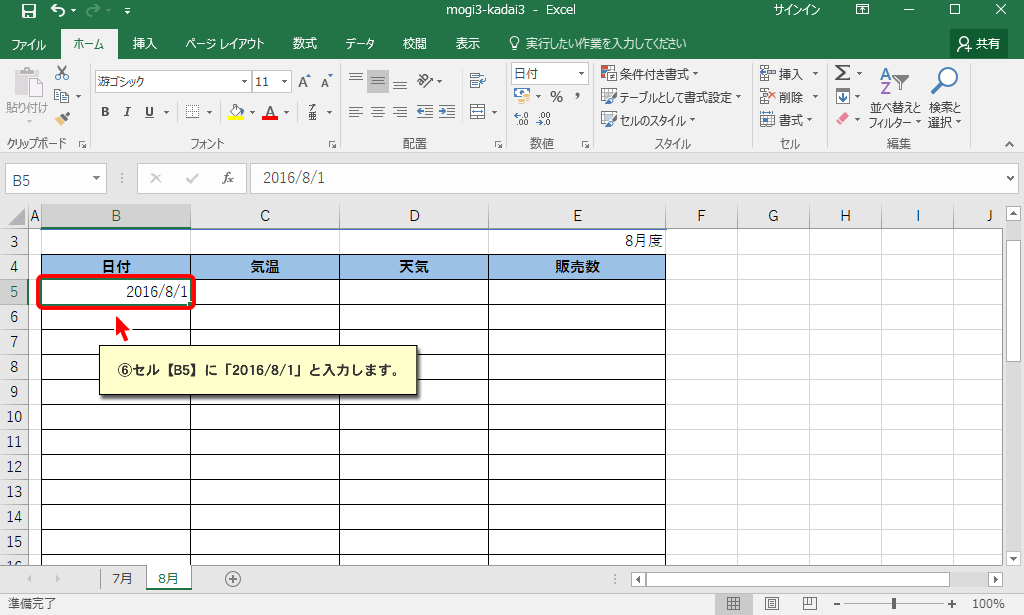 mogi3-kadai3 - Excel
サインイン
ファイル ホーム 挿入 ページ レイアウト 数式 データ 校閲 表示 実行したい作業を入力してください 共有
貼り付け
クリップボード
游ゴシック 11
B I U
フォント
配置
日付
% ,
数値
条件付き書式
テーブルとして書式設定
セルのスタイル
スタイル
挿入
削除
書式
セル
並べ替えと
フィルター
検索と
選択
編集
B5
fx
2016/8/1
A B C D E F G H I J
3 8月度
4 日付 気温 天気 販売数
5 2016/8/1
6
7
8
9
⑥セル【B5】に「2016/8/1」と入力します。
10
11
12
13
14
15
16
7月 8月
準備完了
100%